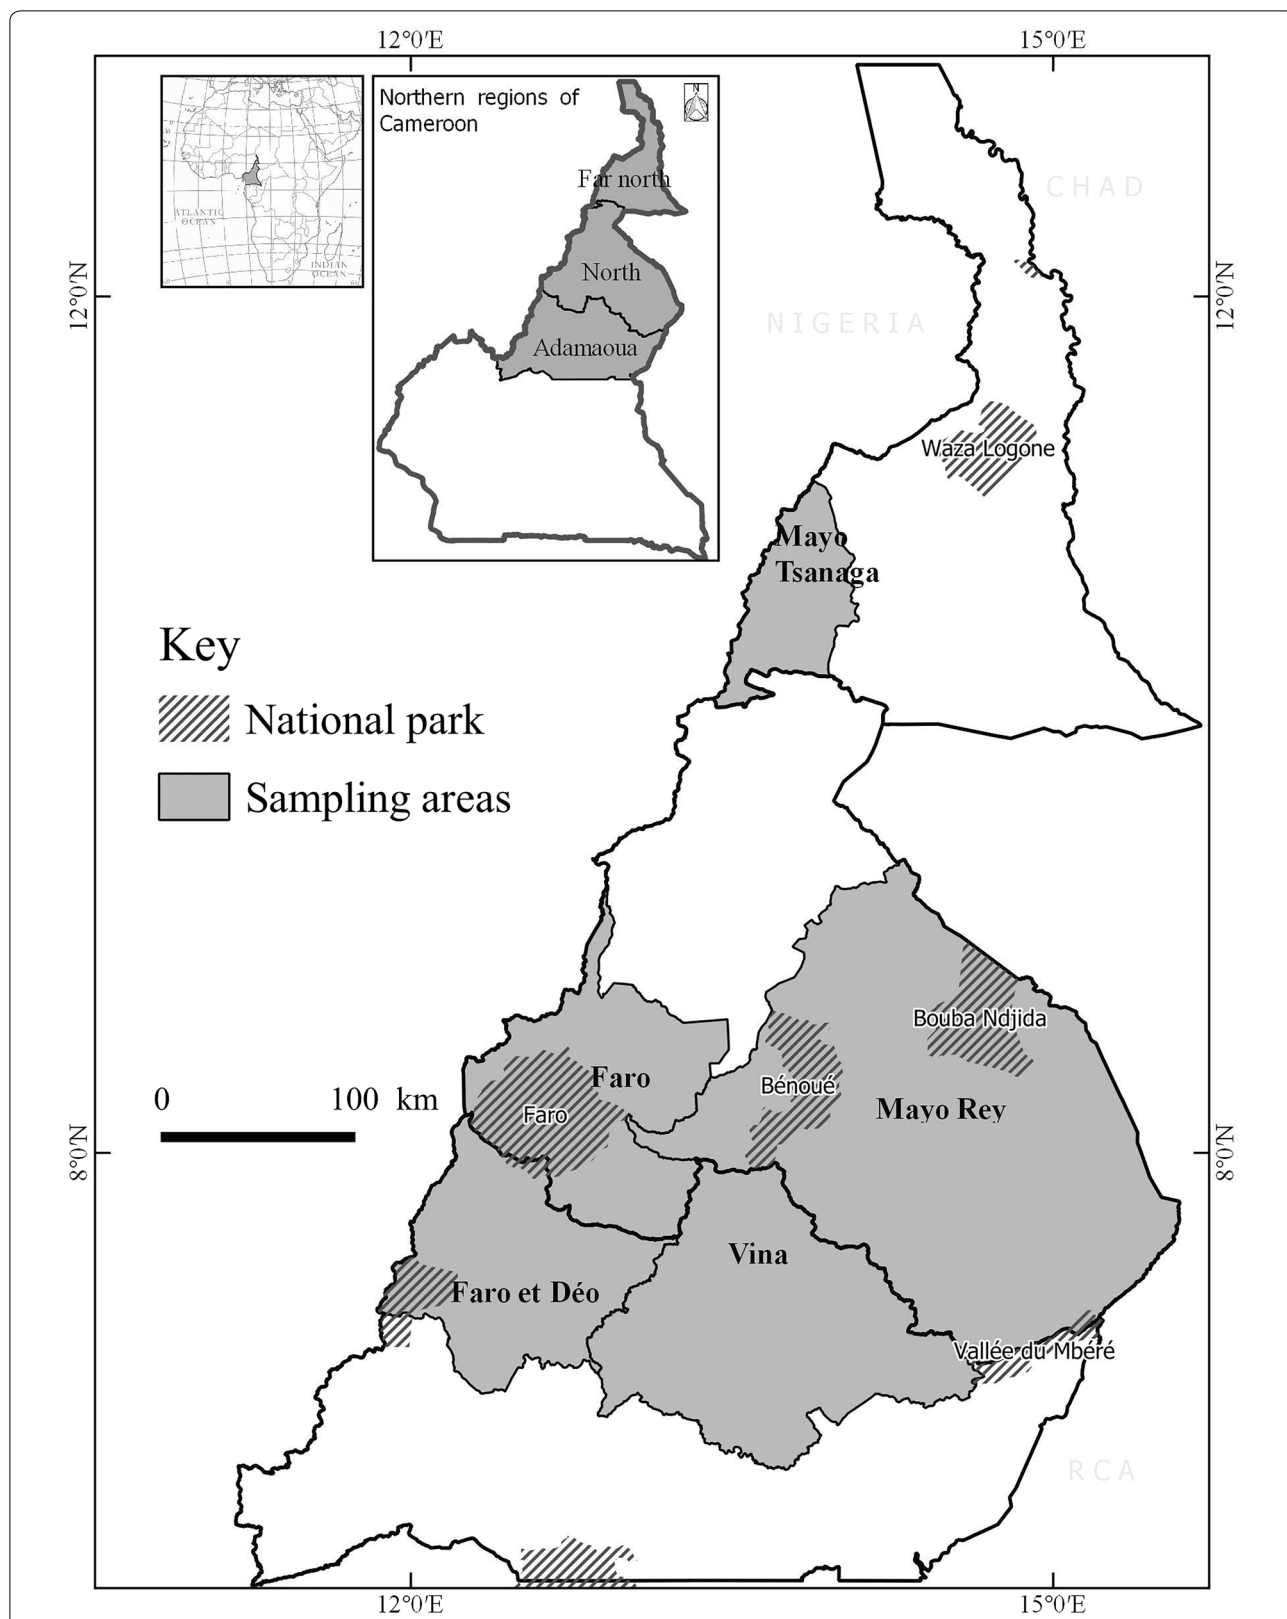 12°0'E
15°0'E
Northern regions of
Cameroon
N
Far north
North
Adamaoua
ATLANTIC
OCEAN
INDIAN
OCEAN
CHAD
12°0'N
12°0'N
NIGERIA
Waza Logone
Mayo
Tsanaga
Key
National park
Sampling areas
Bouba Ndjida
Faro
Bénoué
0 100 km
Faro
Mayo Rey
8°0'N
8°0'N
Vina
Faro et Déo
Vallée du Mbéré
RCA
12°0'E
15°0'E